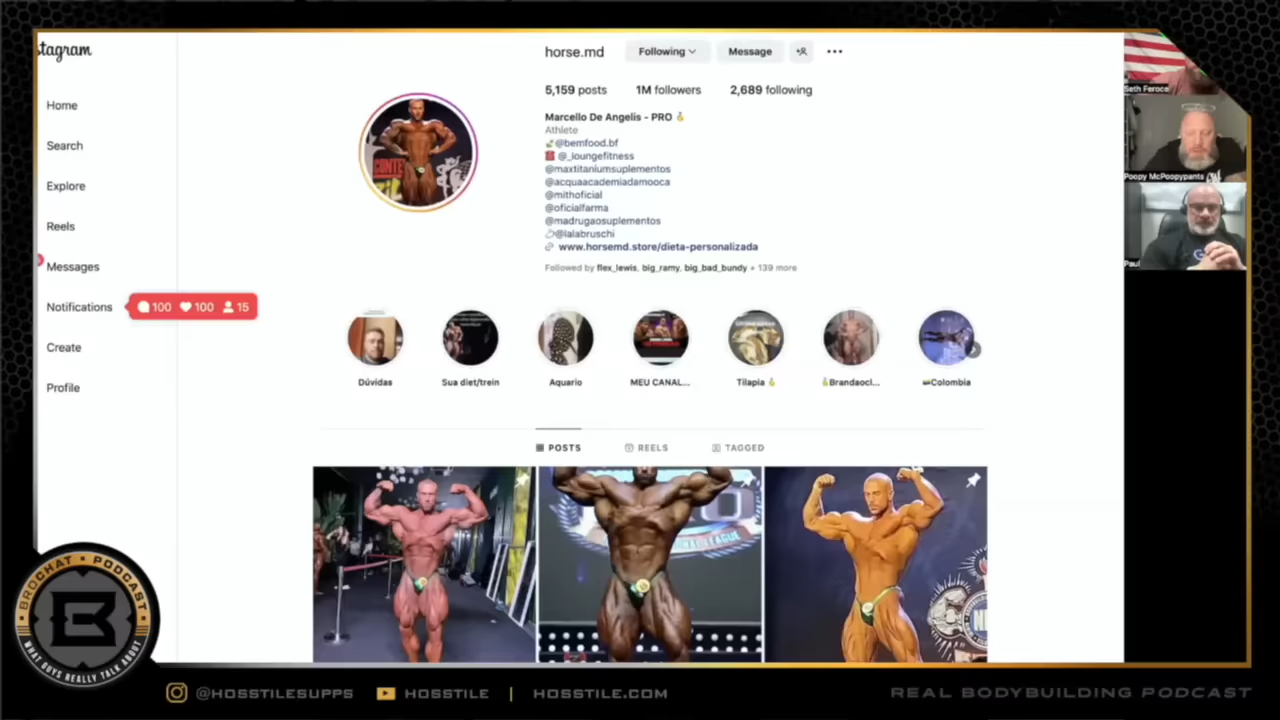 stagram
Home
Search
Explore
Reels
Messages
Notifications
100 100 15
Create
Profile
horse.md
Following
Message
5,159 posts 1M followers 2,689 following
Marcello De Angelis - PRO
Athlete
@bemfood.bf
@_loungefitness
@maxtitaniumsuplementos
@acquaacademiadamooca
@mithoficial
@oficialfarma
@madrugaosuplementos
@lalabruschi
www.horsemd.store/dieta-personalizada
Followed by flex_lewis, big_ramy, big_bad_bundy + 139 more
Dúvidas
Sua diet/trein
Aquario
MEU CANAL...
Tilapia
Brandaocl...
Colombia
POSTS
REELS
TAGGED
LEAGUE
CONTE
Seth Feroce
Poopy McPoopypants
Paul
BROCHAT • PODCAST
WHAT GUYS REALLY TALK ABOUT
@HOSSTILESUPPS
HOSSTILE | HOSSTILE.COM
REAL BODYBUILDING PODCAST